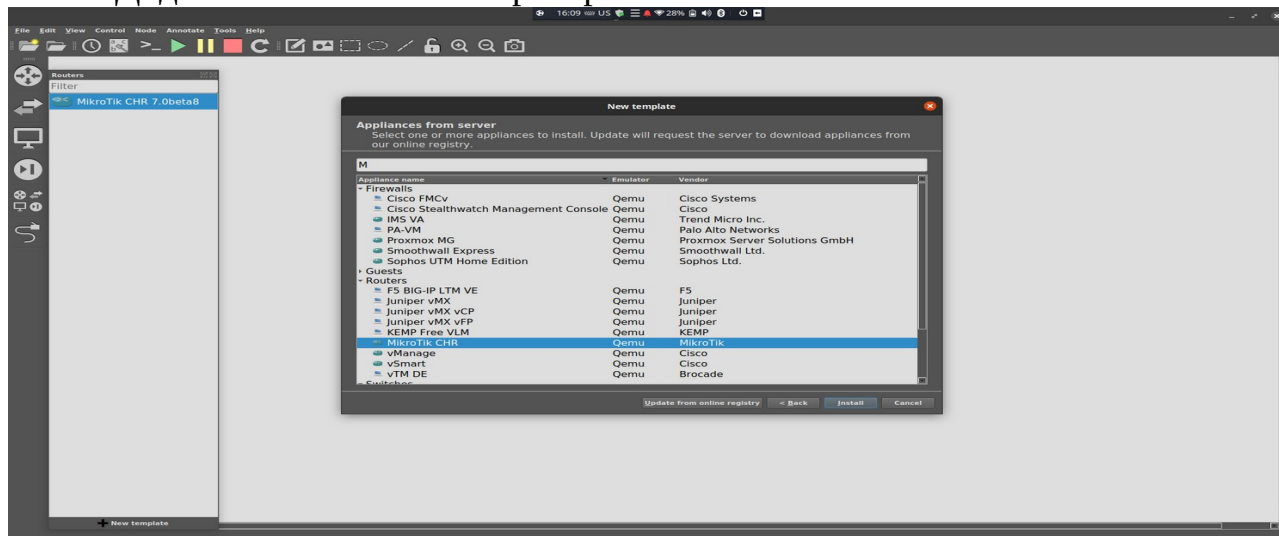 16:09 US 28%
File Edit View Control Node Annotate Tools Help
Routers
Filter
MikroTik CHR 7.0beta8
New template
Appliances from server
Select one or more appliances to install. Update will request the server to download appliances from
our online registry.
M
Appliance name Emulator Vendor
Firewalls
Cisco FMCv Qemu Cisco Systems
Cisco Stealthwatch Management Console Qemu Cisco
IMS VA Qemu Trend Micro Inc.
PA-VM Qemu Palo Alto Networks
Proxmox MG Qemu Proxmox Server Solutions GmbH
Smoothwall Express Qemu Smoothwall Ltd.
Sophos UTM Home Edition Qemu Sophos Ltd.
Guests
Routers
F5 BIG-IP LTM VE Qemu F5
Juniper vMX Qemu Juniper
Juniper vMX vCP Qemu Juniper
Juniper vMX vFP Qemu Juniper
KEMP Free VLM Qemu KEMP
MikroTik CHR Qemu MikroTik
vManage Qemu Cisco
vSmart Qemu Cisco
vTM DE Qemu Brocade
Switches
Update from online registry < Back Install Cancel
New template